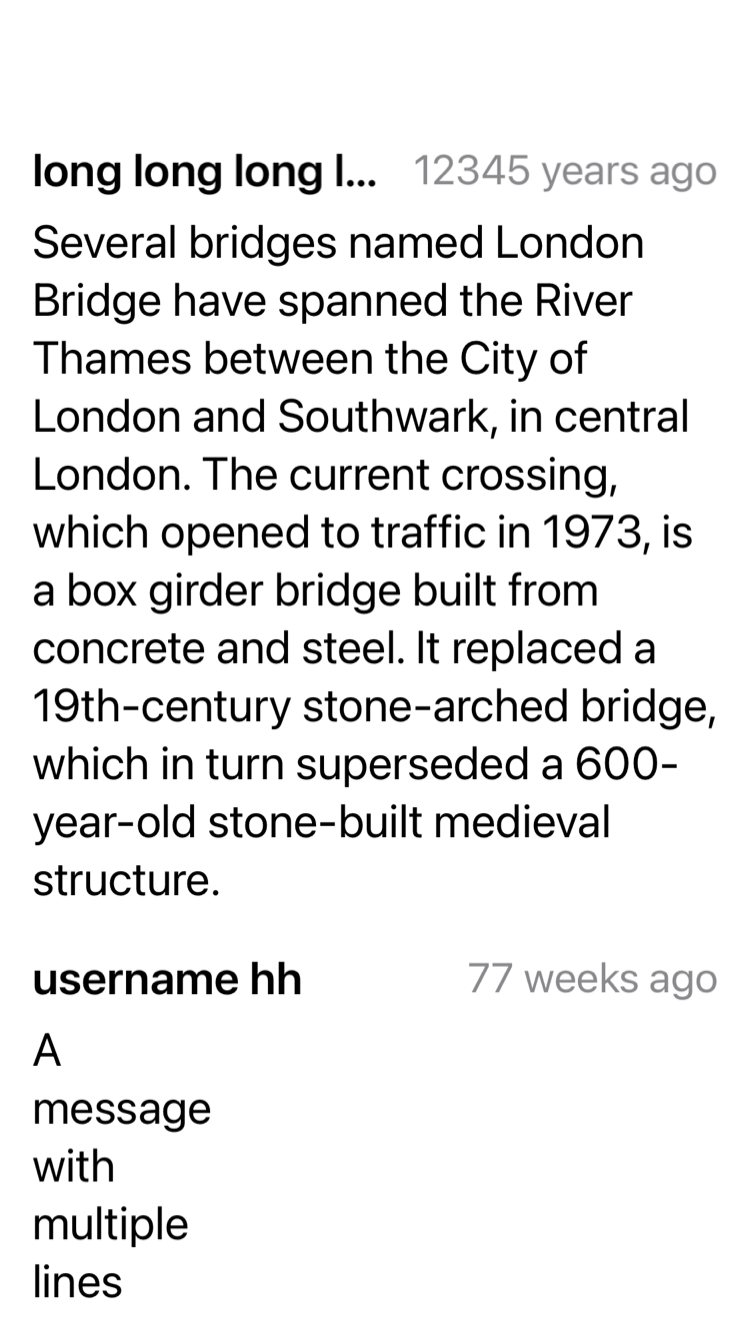 long long long l... 12345 years ago
Several bridges named London
Bridge have spanned the River
Thames between the City of
London and Southwark, in central
London. The current crossing,
which opened to traffic in 1973, is
a box girder bridge built from
concrete and steel. It replaced a
19th-century stone-arched bridge,
which in turn superseded a 600-
year-old stone-built medieval
structure.
username hh 77 weeks ago
A
message
with
multiple
lines